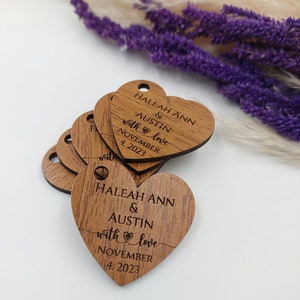 HALEAH ANN
&
AUSTIN
with love
NOVEMBER
4, 2023
HALEAH ANN
&
AUSTIN
with love
NOVEMBER
4, 2023